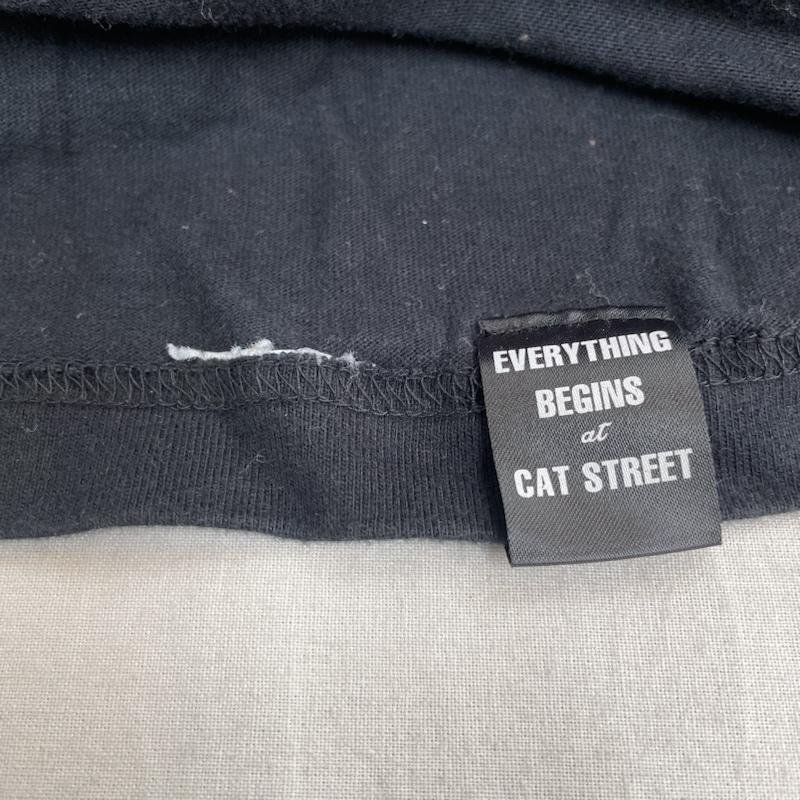 EVERYTHING
BEGINS
at
CAT STREET